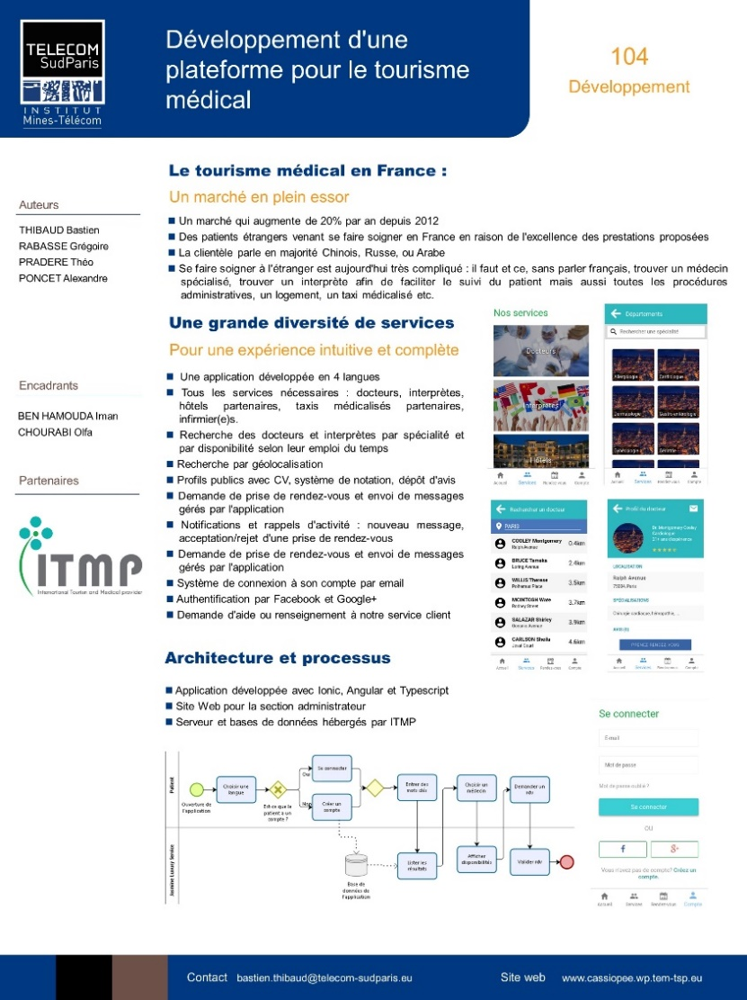 TELECOM
SudParis
INSTITUT
Mines-Télécom
Développement d'une
plateforme pour le tourisme
médical
104
Développement
Auteurs
THIBAUD Bastien
RABASSE Grégoire
PRADERE Théo
PONCET Alexandre
Encadrants
BEN HAMOUDA Iman
CHOURABI Olfa
Partenaires
ITMP
International Tourism and Medical provider
Le tourisme médical en France :
Un marché en plein essor
Un marché qui augmente de 20% par an depuis 2012
Des patients étrangers venant se faire soigner en France en raison de l'excellence des prestations proposées
La clientèle parle en majorité Chinois, Russe, ou Arabe
Se faire soigner à l'étranger est aujourd'hui très compliqué : il faut et ce, sans parler français, trouver un médecin
spécialisé, trouver un interprète afin de faciliter le suivi du patient mais aussi toutes les procédures
administratives, un logement, un taxi médicalisé etc.
Une grande diversité de services
Pour une expérience intuitive et complète
Une application développée en 4 langues
Tous les services nécessaires : docteurs, interprètes,
hôtels partenaires, taxis médicalisés partenaires,
infirmier(e)s.
Recherche des docteurs et interprètes par spécialité et
par disponibilité selon leur emploi du temps
Recherche par géolocalisation
Profils publics avec CV, système de notation, dépôt d'avis
Demande de prise de rendez-vous et envoi de messages
gérés par l'application
Notifications et rappels d'activité : nouveau message,
acceptation/rejet d'une prise de rendez-vous
Demande de prise de rendez-vous et envoi de messages
gérés par l'application
Système de connexion à son compte par email
Authentification par Facebook et Google+
Demande d'aide ou renseignement à notre service client
Nos services
Docteurs
Interprètes
Hôtels
Accueil Services Rendez-vous Compte
Départements
Rechercher une spécialité
Allergologie Cardiologie
Dermatologie Gastro-entérologie
Gynécologie Gériatrie
Accueil Services Rendez-vous Compte
Rechercher un docteur
PARIS
COOLEY Montgomery 0.4km
Ralph Avenue
BRUCE Tameka 2.4km
Loring Avenue
WILLIS Therese 3.5km
Polhemus Place
MCINTOSH Ware 3.7km
Rodney Street
SALAZAR Shirley 3.9km
CARLSON Sheila 4.6km
Juval Court
Accueil Services Rendez-vous Compte
Profil du docteur
Dr. Montgomery Cooley
Cardiologue
LOCALISATION
Ralph Avenue
75004, Paris
SPÉCIALISATIONS
Chirurgie cardiaque, hémopathie, ...
PRENDRE RENDEZ-VOUS
Accueil Services Rendez-vous Compte
Architecture et processus
Application développée avec Ionic, Angular et Typescript
Site Web pour la section administrateur
Serveur et bases de données hébergés par ITMP
Patient
Ouverture de
l'application
Choisir une
langue
Est-ce que le
patient a un
compte ?
Oui
Se connecter
Non
Créer un
compte
Entrer des
mots clés
Choisir un
médecin
Demander un
rdv
Jasmine Luxury Service
Base de
données de
l'application
Lister les
résultats
Afficher
disponibilités
Valider rdv
Se connecter
E-mail
Mot de passe
Mot de passe oublié ?
Se connecter
OU
f
g+
Vous n'avez pas de compte? Créez un
compte.
Accueil Services Rendez-vous Compte
Contact bastien.thibaud@telecom-sudparis.eu
Site web www.cassiopee.wp.tem-tsp.eu